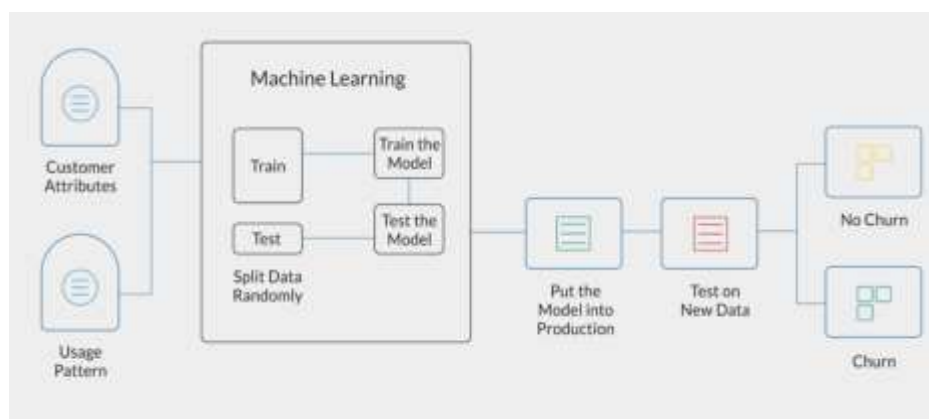 Machine Learning
Customer
Attributes
Usage
Pattern
Train
Train the
Model
Test
Test the
Model
Split Data
Randomly
Put the
Model into
Production
Test on
New Data
No Churn
Churn